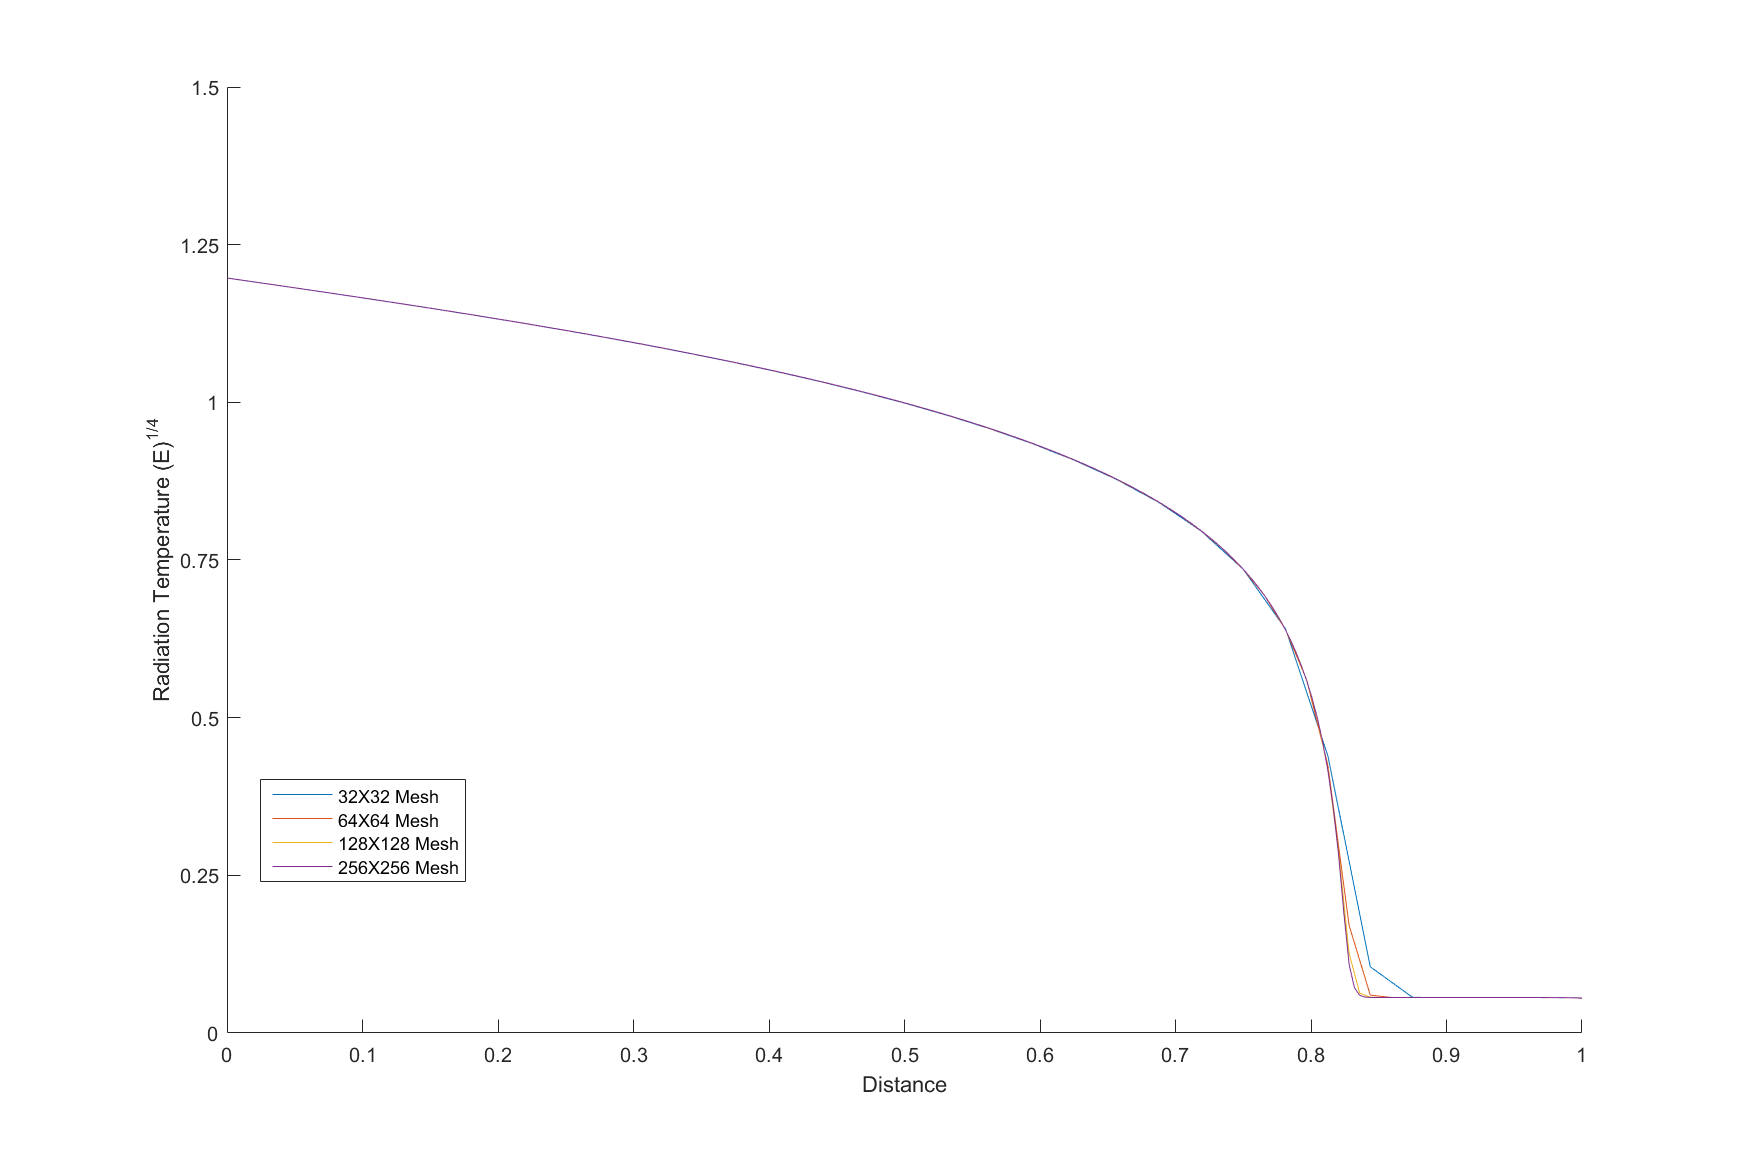 1.5
1.25
1
0.75
0.5
0.25
0
Radiation Temperature (E)^1/4
32X32 Mesh
64X64 Mesh
128X128 Mesh
256X256 Mesh
0 0.1 0.2 0.3 0.4 0.5 0.6 0.7 0.8 0.9 1
Distance